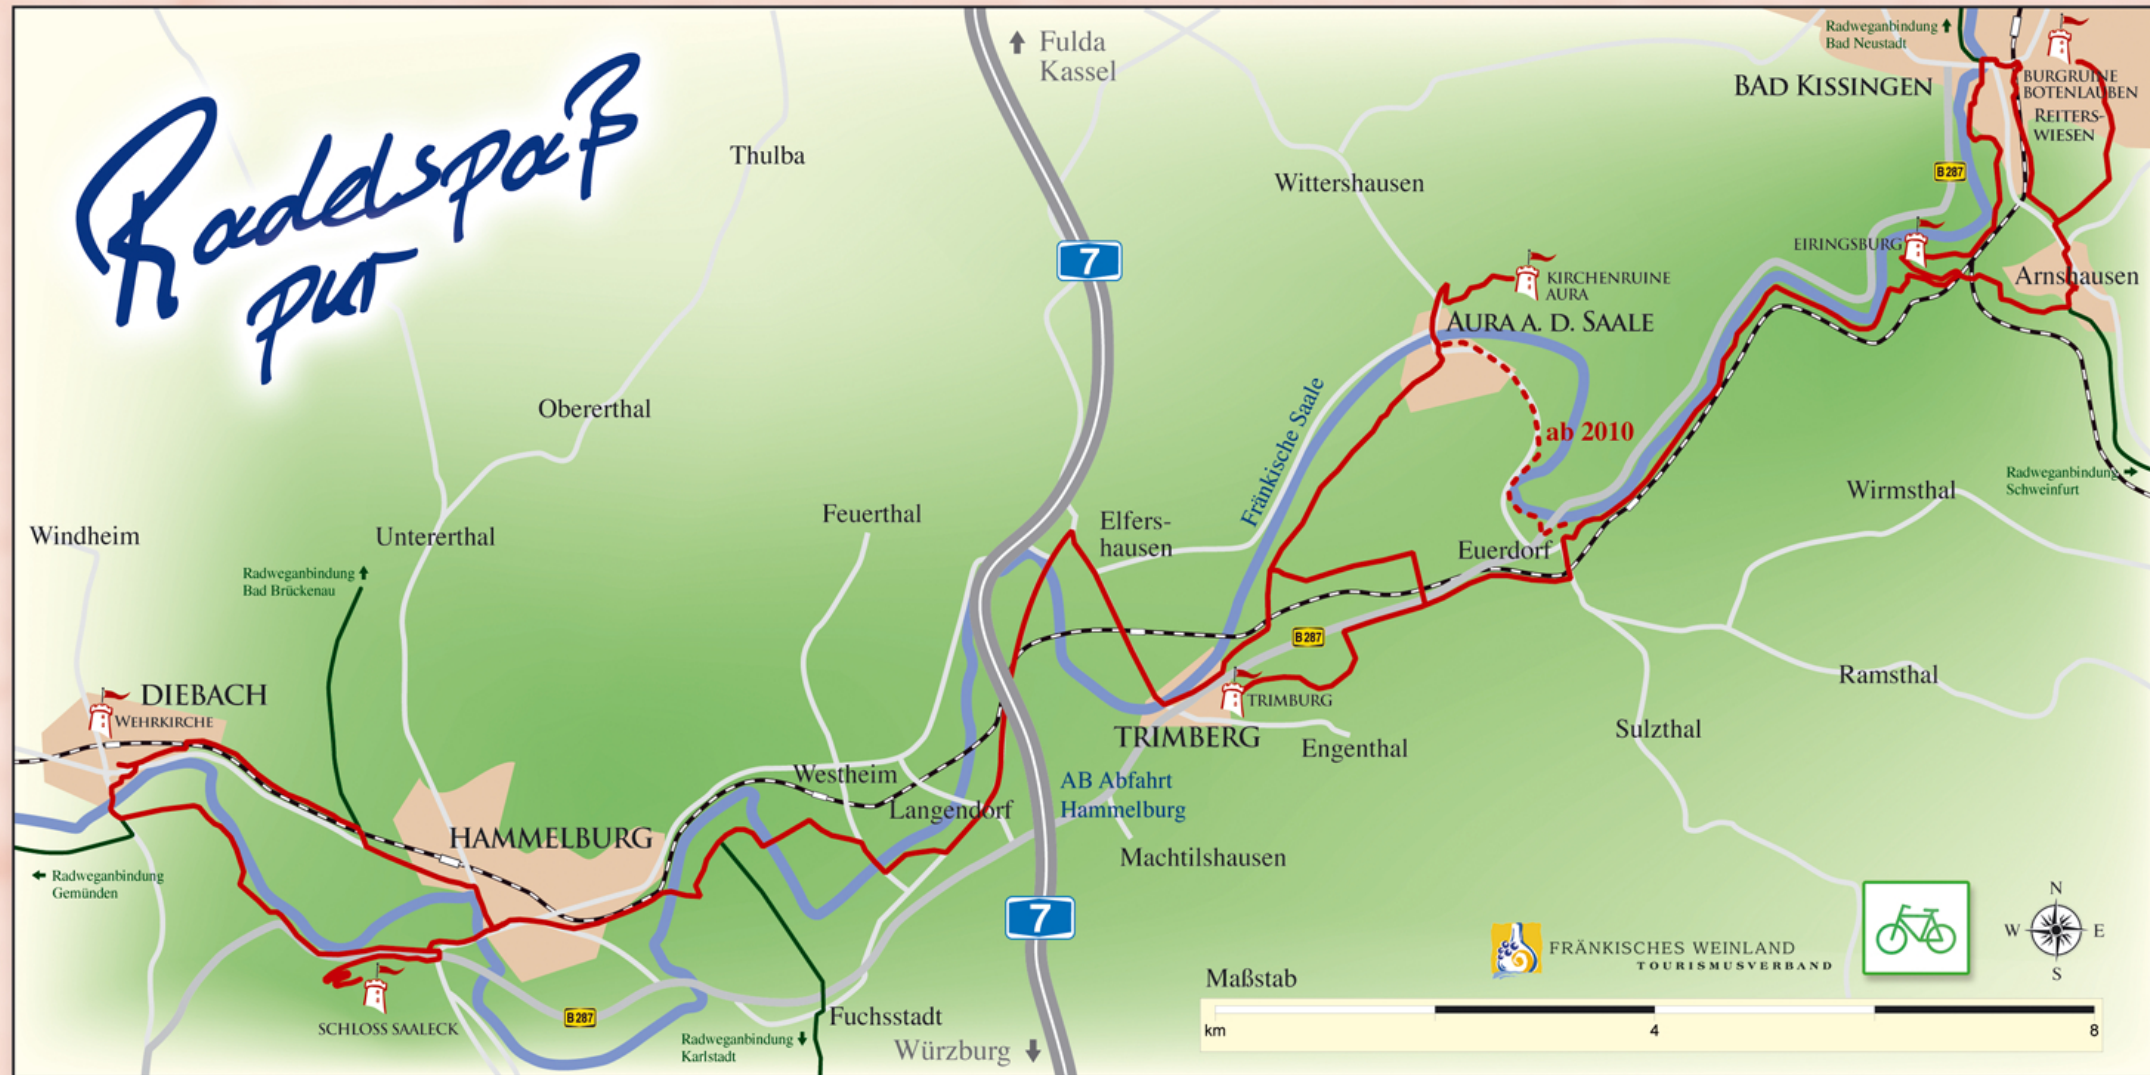 Radelspaß
pur
Fulda
Kassel
Radweganbindung
Bad Neustadt
BAD KISSINGEN
BURGRUINE
BOTENLAUBEN
REITERS-
WIESEN
B 287
Thulba
7
Wittershausen
EIRINGSBURG
Arnshausen
KIRCHENRUINE
AURA
AURA A. D. SAALE
Fränkische Saale
ab 2010
Obererthal
Radweganbindung
Schweinfurt
Wirmsthal
Windheim
Untererthal
Feuerthal
Elfers-
hausen
Euerdorf
Radweganbindung
Bad Brückenau
B 287
DIEBACH
WEHRKIRCHE
TRIMBURG
TRIMBERG
Engenthal
Ramsthal
Sulzthal
Westheim
Langendorf
AB Abfahrt
Hammelburg
HAMMELBURG
Machtilshausen
Radweganbindung
Gemünden
7
FRÄNKISCHES WEINLAND
TOURISMUSVERBAND
N
W
E
S
Maßstab
km
4
8
SCHLOSS SAALECK
B 287
Radweganbindung
Karlstadt
Fuchsstadt
Würzburg